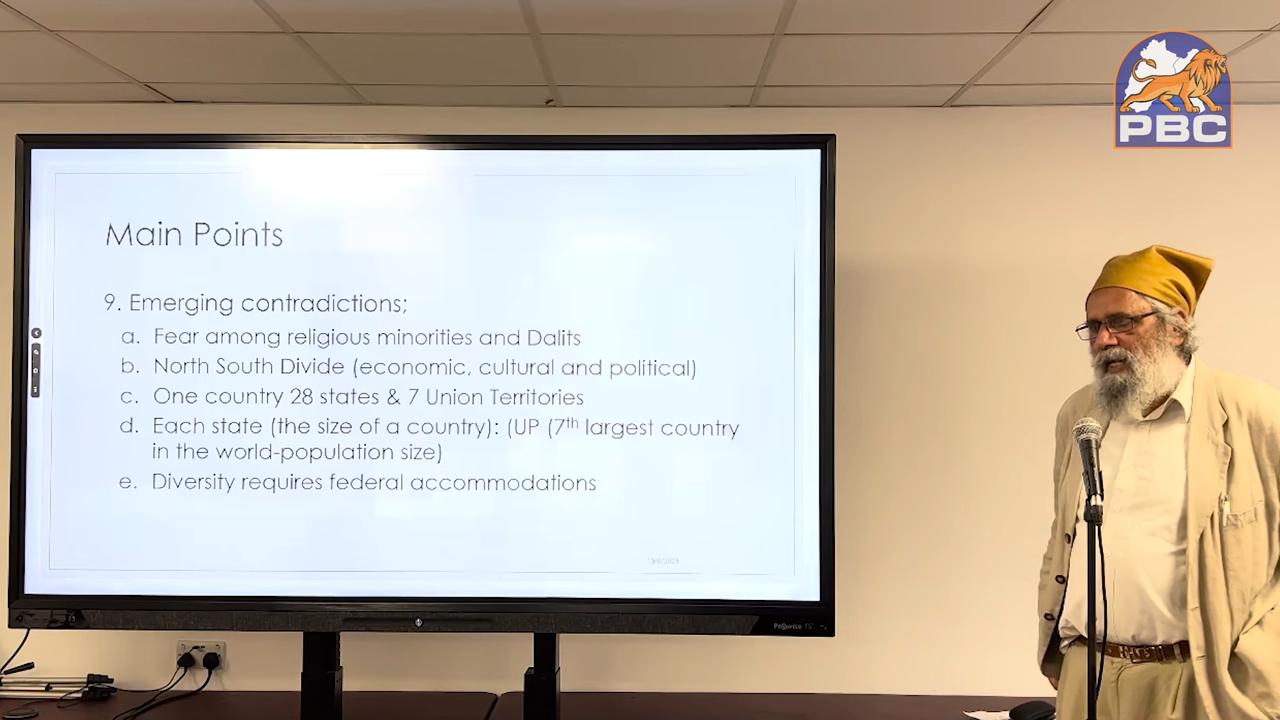 PBC
Main Points
9. Emerging contradictions;
a. Fear among religious minorities and Dalits
b. North South Divide (economic, cultural and political)
c. One country 28 states & 7 Union Territories
d. Each state (the size of a country): (UP (7th largest country
in the world-population size)
e. Diversity requires federal accommodations